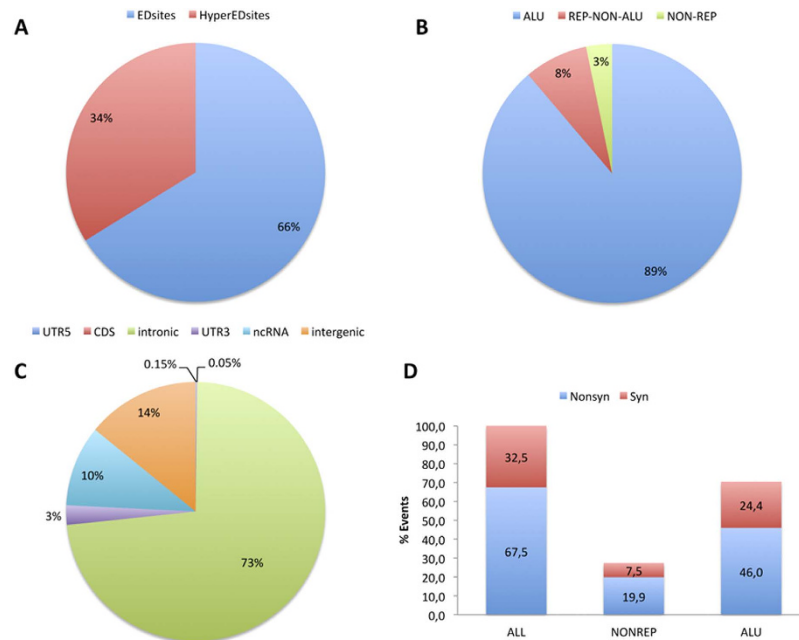 A
EDsites HyperEDsites
34%
66%
B
ALU REP-NON-ALU NON-REP
8%
3%
89%
UTR5 CDS intronic UTR3 ncRNA intergenic
C
0.15% 0.05%
14%
10%
3%
73%
D
Nonsyn Syn
% Events
100,0
90,0
80,0
70,0
60,0
50,0
40,0
30,0
20,0
10,0
0,0
32,5
67,5
7,5
19,9
24,4
46,0
ALL NONREP ALU